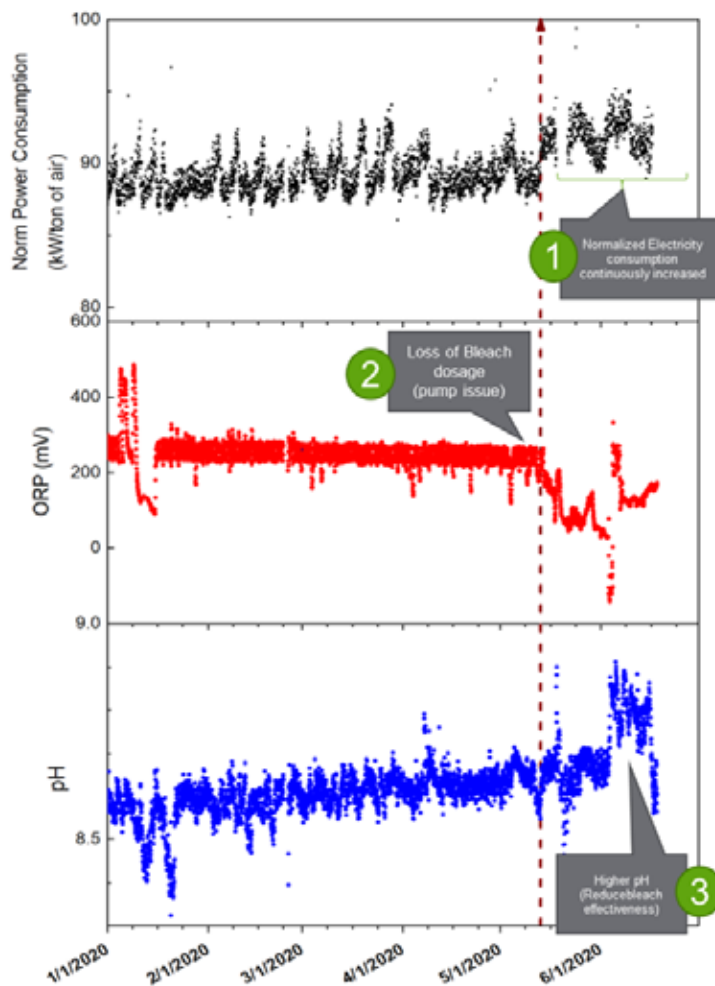 100
90
80
Norm Power Consumption
(kW/ton of air)
1
Normalized Electricity
consumption
continuously increased
600
400
200
0
ORP (mV)
2
Loss of Bleach
dosage
(pump issue)
9.0
8.5
pH
Higher pH
(Reducebleach
effectiveness)
3
1/1/2020
2/1/2020
3/1/2020
4/1/2020
5/1/2020
6/1/2020